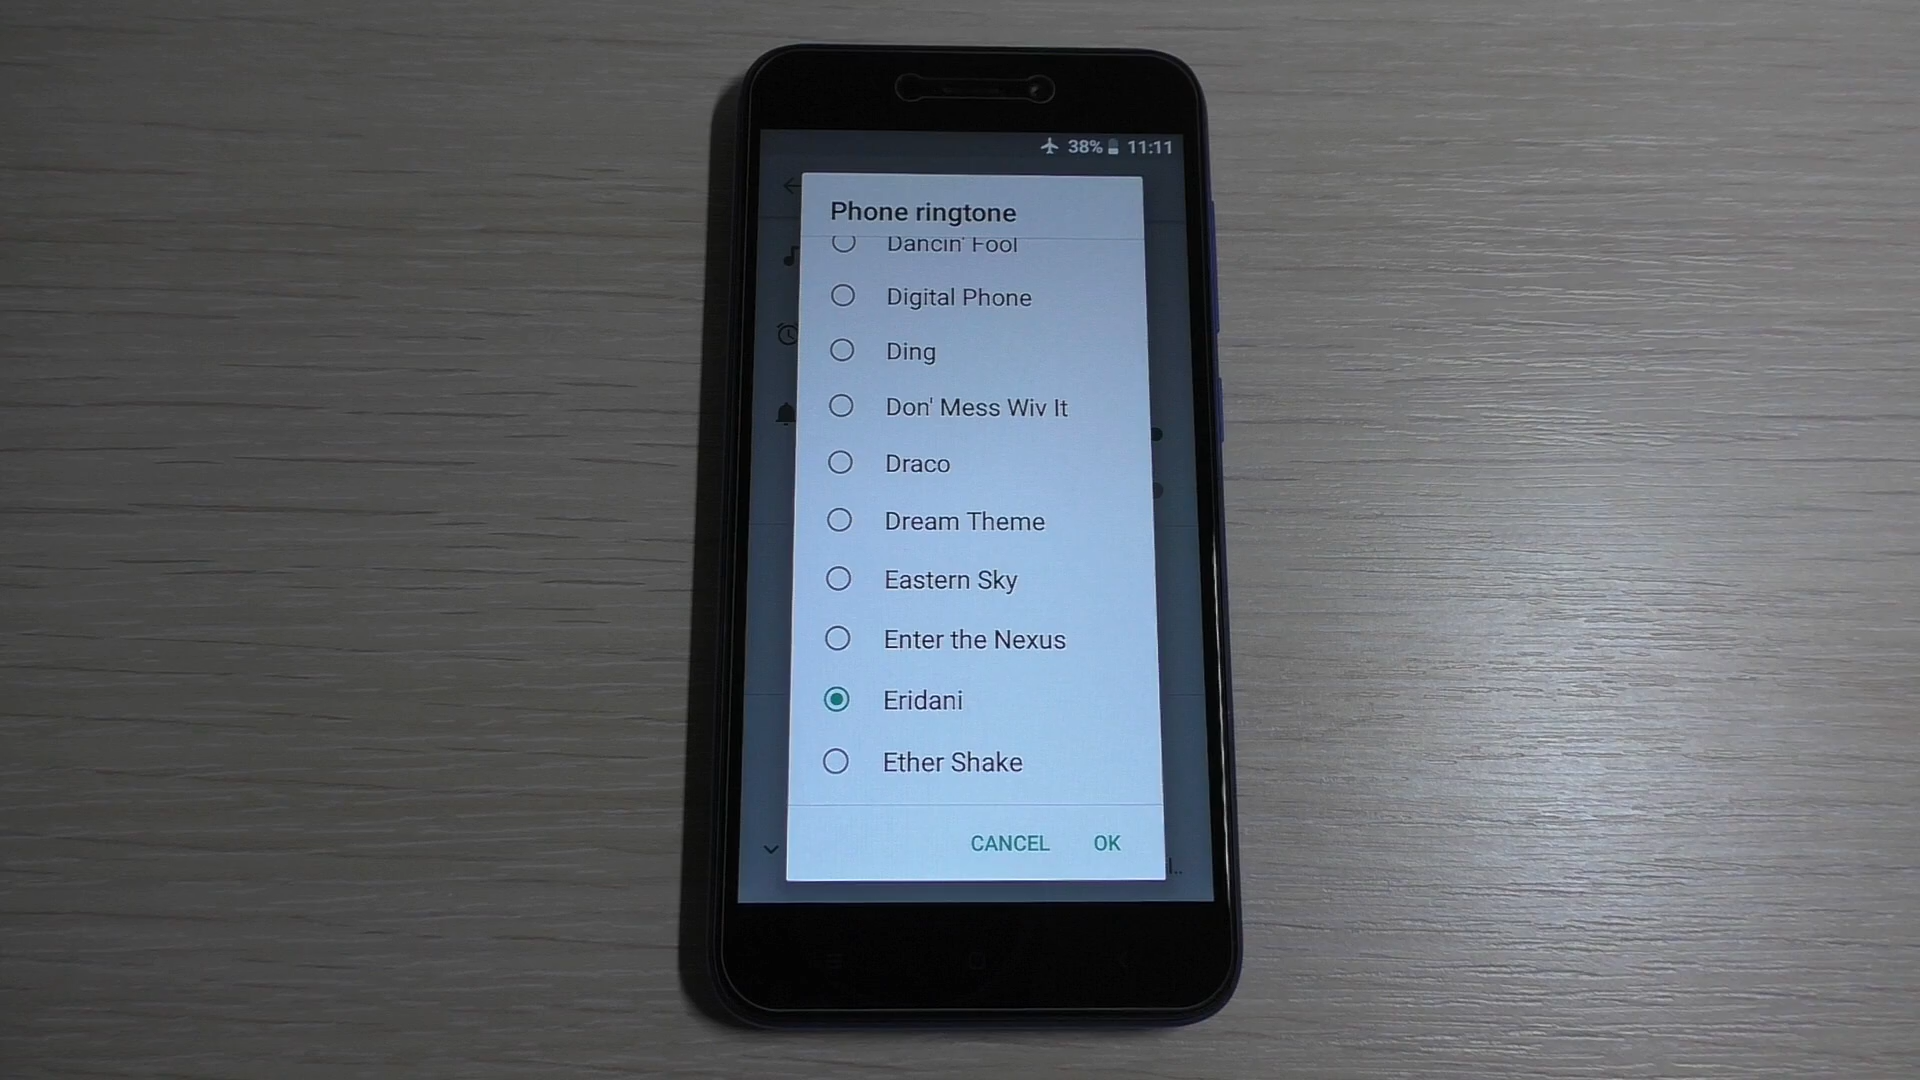 38% 11:11
Phone ringtone
Dancin' Fool
Digital Phone
Ding
Don' Mess Wiv It
Draco
Dream Theme
Eastern Sky
Enter the Nexus
Eridani
Ether Shake
CANCEL OK